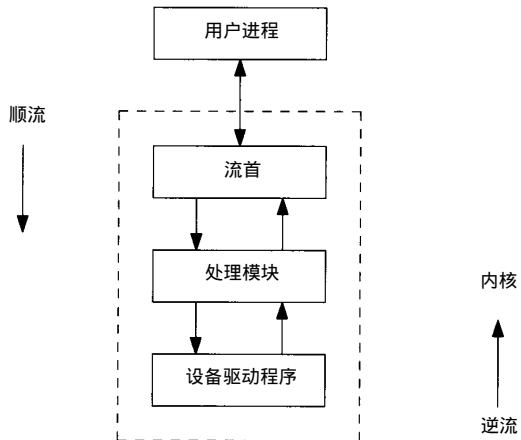 用户进程
顺流
流首
处理模块
内核
设备驱动程序
逆流